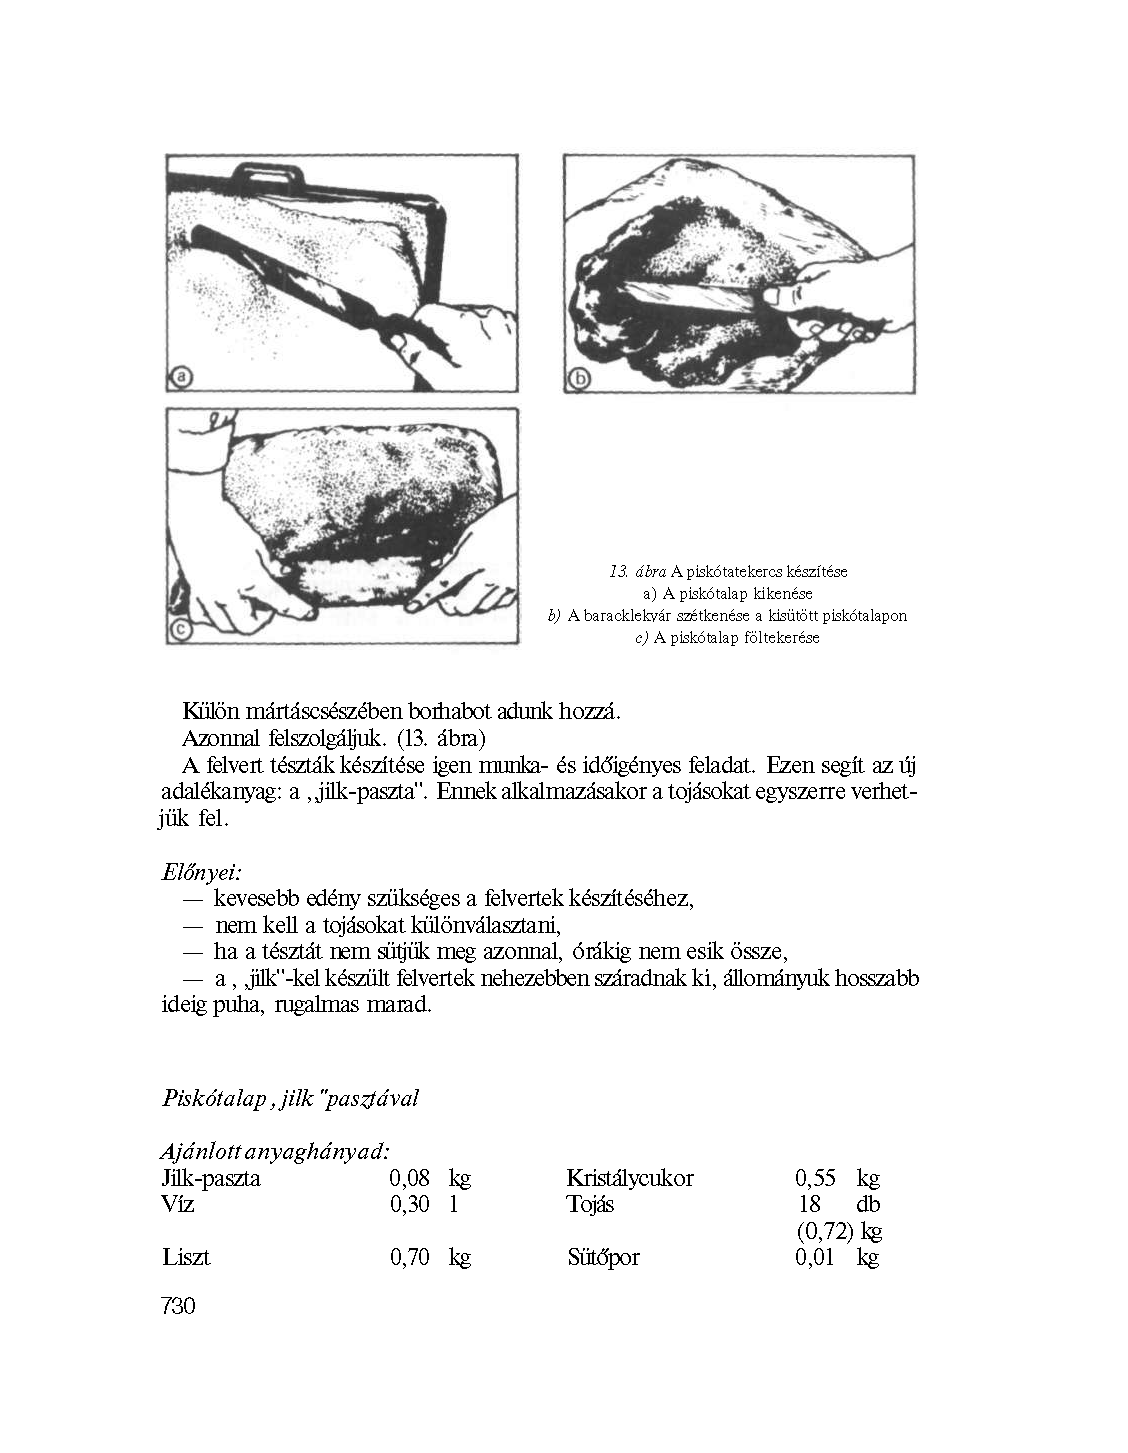 a
b
c
13. ábra A piskótatekercs készítése
a) A piskótalap kikenése
b) A baracklekvár szétkenése a kisütött piskótalapon
c) A piskótalap föltekerése
Külön mártáscsészében borhabot adunk hozzá.
Azonnal felszolgáljuk. (13. ábra)
A felvert tészták készítése igen munka- és időigényes feladat. Ezen segít az új
adalékanyag: a ,,jilk-paszta". Ennek alkalmazásakor a tojásokat egyszerre verhet-
jük fel.
Előnyei:
— kevesebb edény szükséges a felvertek készítéséhez,
— nem kell a tojásokat különválasztani,
— ha a tésztát nem sütjük meg azonnal, órákig nem esik össze,
— a ,,jilk"-kel készült felvertek nehezebben száradnak ki, állományuk hosszabb
ideig puha, rugalmas marad.
Piskótalap ,jilk "pasztával
Ajánlott anyaghányad:
Jilk-paszta 0,08 kg Kristálycukor 0,55 kg
Víz 0,30 l Tojás 18 db
(0,72) kg
Liszt 0,70 kg Sütőpor 0,01 kg
730